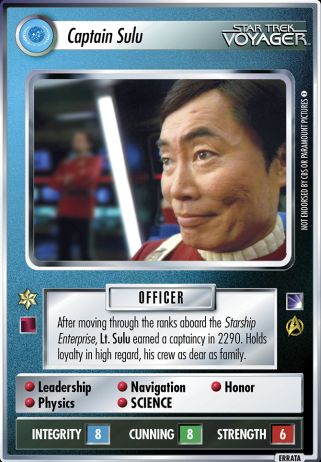 Captain Sulu
STAR TREK
VOYAGER
NOT ENDORSED BY CBS OR PARAMOUNT PICTURES
OFFICER
After moving through the ranks aboard the Starship
Enterprise, Lt. Sulu earned a captaincy in 2290. Holds
loyalty in high regard, his crew as dear as family.
Leadership Navigation Honor
Physics SCIENCE
INTEGRITY 8 CUNNING 8 STRENGTH 6
ERRATA